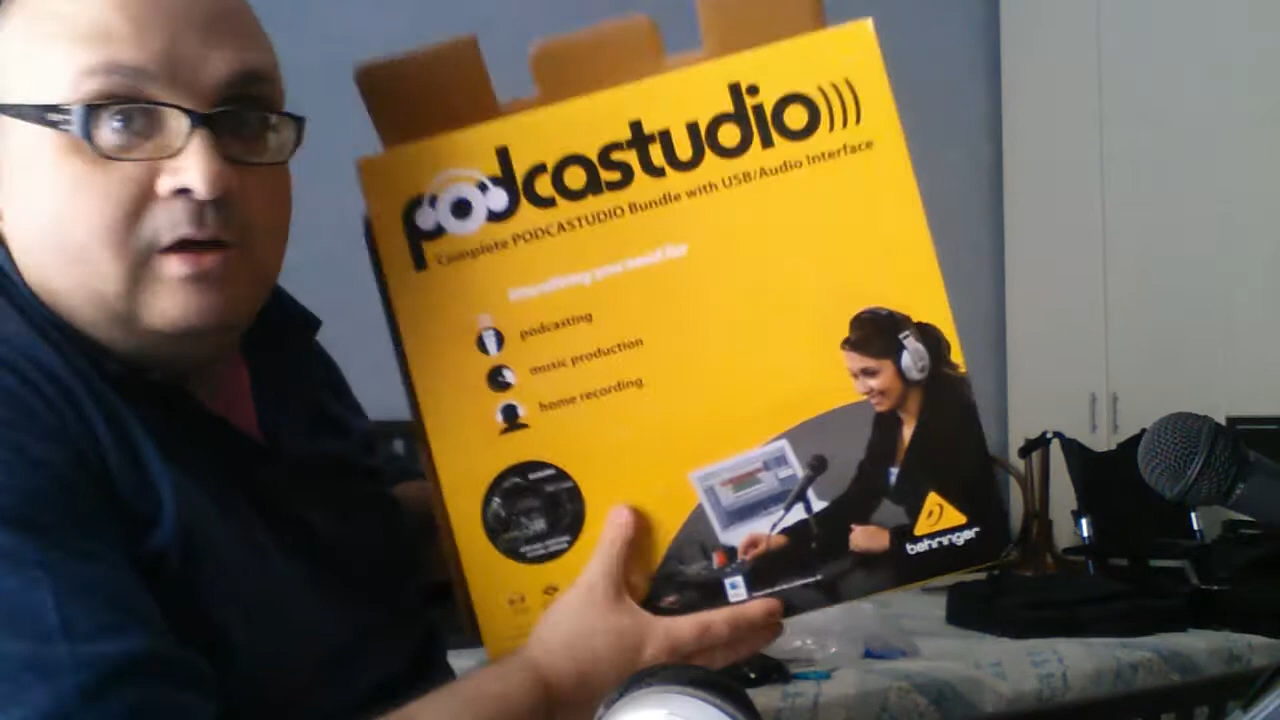 podcastudio)))
Complete PODCASTUDIO Bundle with USB/Audio Interface
Everything you need for
podcasting
music production
home recording
behringer